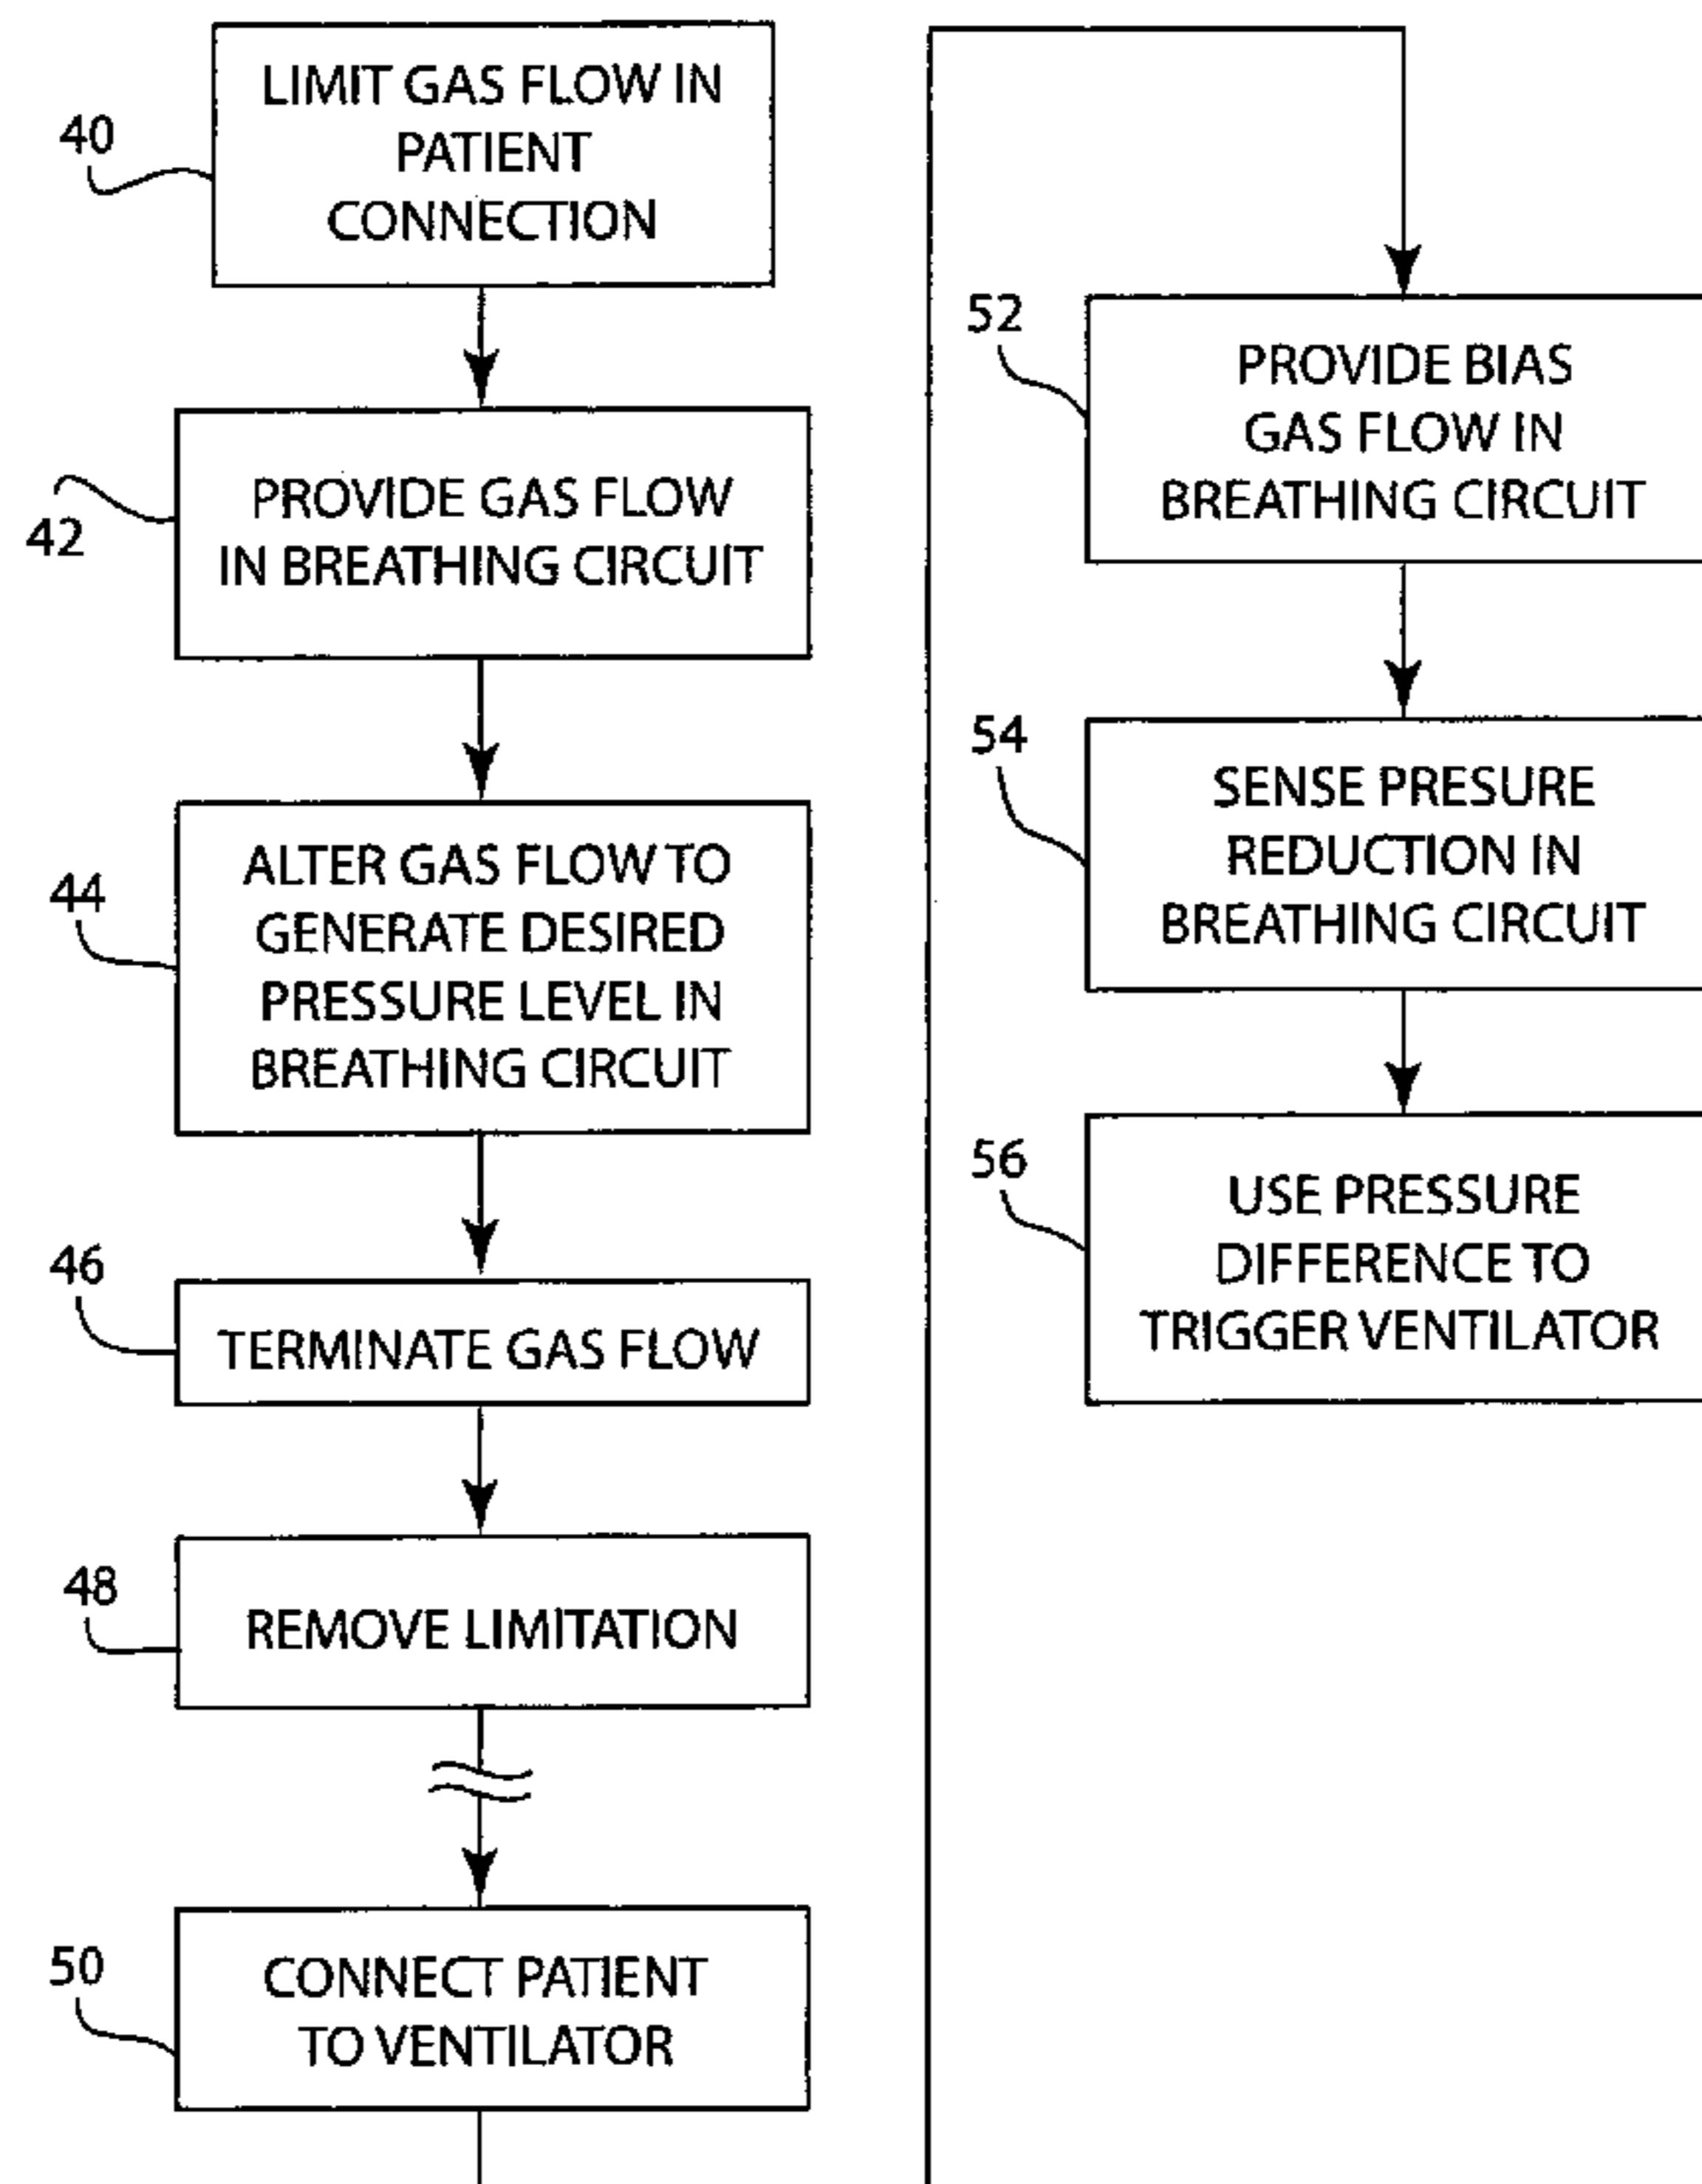 40
LIMIT GAS FLOW IN
PATIENT
CONNECTION
42
PROVIDE GAS FLOW
IN BREATHING CIRCUIT
44
ALTER GAS FLOW TO
GENERATE DESIRED
PRESSURE LEVEL IN
BREATHING CIRCUIT
46
TERMINATE GAS FLOW
48
REMOVE LIMITATION
50
CONNECT PATIENT
TO VENTILATOR
52
PROVIDE BIAS
GAS FLOW IN
BREATHING CIRCUIT
54
SENSE PRESURE
REDUCTION IN
BREATHING CIRCUIT
56
USE PRESSURE
DIFFERENCE TO
TRIGGER VENTILATOR